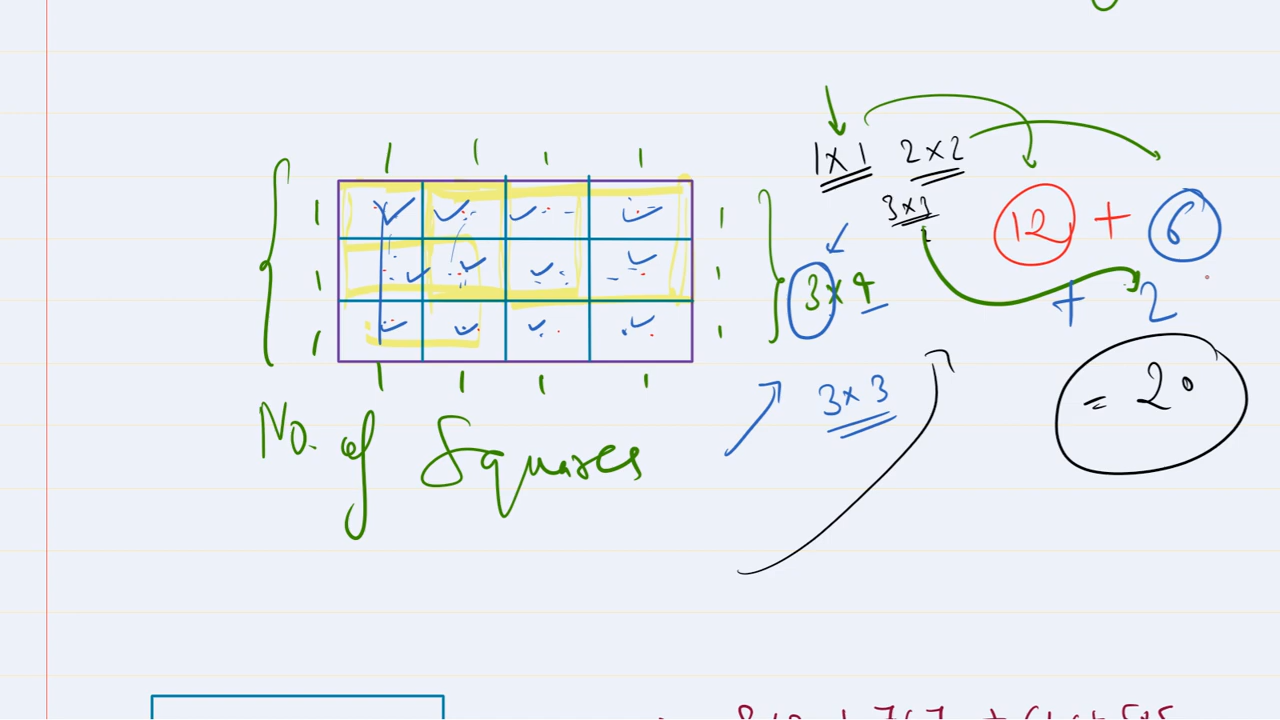 1x1 2x2
3x3
12 + 6
3x4
+ 2
3x3
= 20
No. of Squares